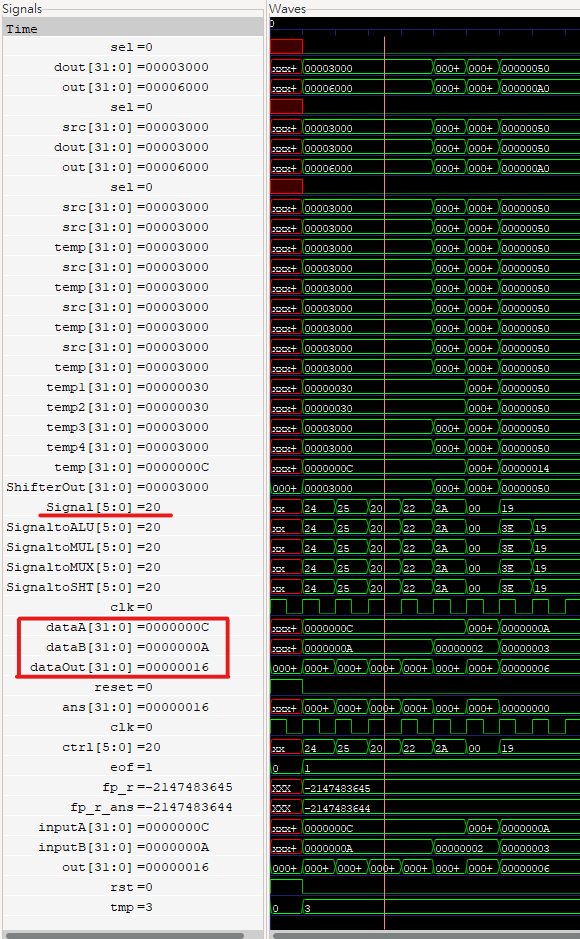 Signals Waves
Time 0
sel=0
dout[31:0]=00003000 xxx+ 00003000 000+ 000+ 00000050
out[31:0]=00006000 xxx+ 00006000 000+ 000+ 000000A0
sel=0
src[31:0]=00003000 xxx+ 00003000 000+ 000+ 00000050
dout[31:0]=00003000 xxx+ 00003000 000+ 000+ 00000050
out[31:0]=00006000 xxx+ 00006000 000+ 000+ 000000A0
sel=0
src[31:0]=00003000 xxx+ 00003000 000+ 000+ 00000050
src[31:0]=00003000 xxx+ 00003000 000+ 000+ 00000050
temp[31:0]=00003000 xxx+ 00003000 000+ 000+ 00000050
src[31:0]=00003000 xxx+ 00003000 000+ 000+ 00000050
temp[31:0]=00003000 xxx+ 00003000 000+ 000+ 00000050
src[31:0]=00003000 xxx+ 00003000 000+ 000+ 00000050
temp[31:0]=00003000 xxx+ 00003000 000+ 000+ 00000050
src[31:0]=00003000 xxx+ 00003000 000+ 000+ 00000050
temp[31:0]=00003000 xxx+ 00003000 000+ 000+ 00000050
temp1[31:0]=00000030 xxx+ 00000030 000+ 00000050
temp2[31:0]=00000030 xxx+ 00000030 000+ 00000050
temp3[31:0]=00003000 xxx+ 00003000 000+ 000+ 00000050
temp4[31:0]=00003000 xxx+ 00003000 000+ 000+ 00000050
temp[31:0]=0000000C xxx+ 0000000C 000+ 00000014
ShifterOut[31:0]=00003000 000+ 00003000 000+ 000+ 00000050
Signal[5:0]=20 xx 24 25 20 22 2A 00 19
SignaltoALU[5:0]=20 xx 24 25 20 22 2A 00 3E 19
SignaltoMUL[5:0]=20 xx 24 25 20 22 2A 00 3E 19
SignaltoMUX[5:0]=20 xx 24 25 20 22 2A 00 3E 19
SignaltoSHT[5:0]=20 xx 24 25 20 22 2A 00 3E 19
clk=0
dataA[31:0]=0000000C xxx+ 0000000C 000+ 0000000A
dataB[31:0]=0000000A xxx+ 0000000A 00000002 00000003
dataOut[31:0]=00000016 000+ 000+ 000+ 000+ 000+ 000+ 000+ 00000006
reset=0
ans[31:0]=00000016 xxx+ 000+ 000+ 000+ 000+ 000+ 000+ 00000000
clk=0
ctrl[5:0]=20 xx 24 25 20 22 2A 00 19
eof=1 0 1
fp_r=-2147483645 XXX -2147483645
fp_r_ans=-2147483644 XXX -2147483644
inputA[31:0]=0000000C xxx+ 0000000C 000+ 0000000A
inputB[31:0]=0000000A xxx+ 0000000A 00000002 00000003
out[31:0]=00000016 000+ 000+ 000+ 000+ 000+ 000+ 000+ 00000006
rst=0
tmp=3 0 3